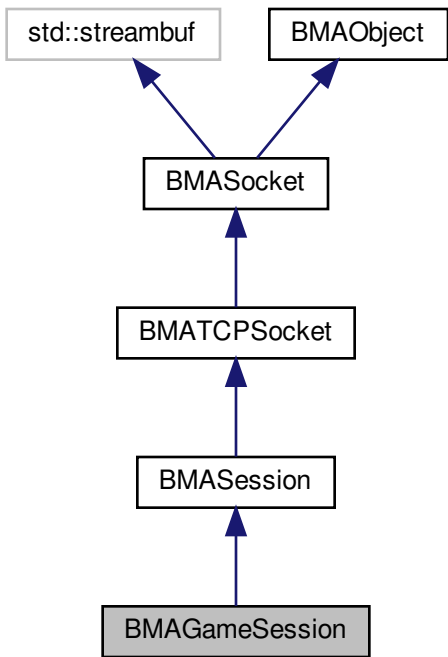 std::streambuf
BMAObject
BMASocket
BMATCPSocket
BMASession
BMAGameSession